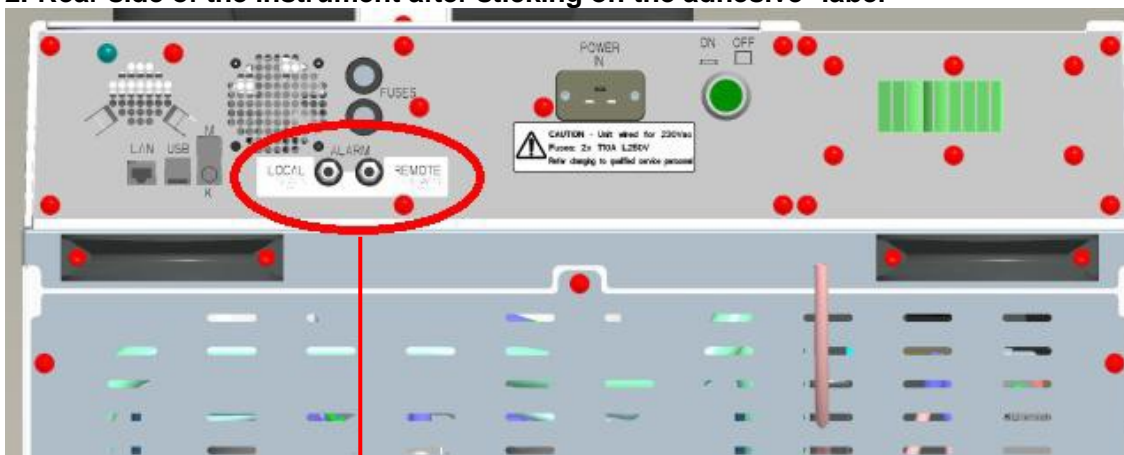 2. Rear side of the instrument after sticking on the adhesive label
POWER
IN
ON OFF
FUSES
CAUTION - Unit wired for 230Vac
Fuses: 2x T10A L250V
Refer changing to qualified service personnel
LAN USB
M
ALARM
LOCAL
REMOTE
K